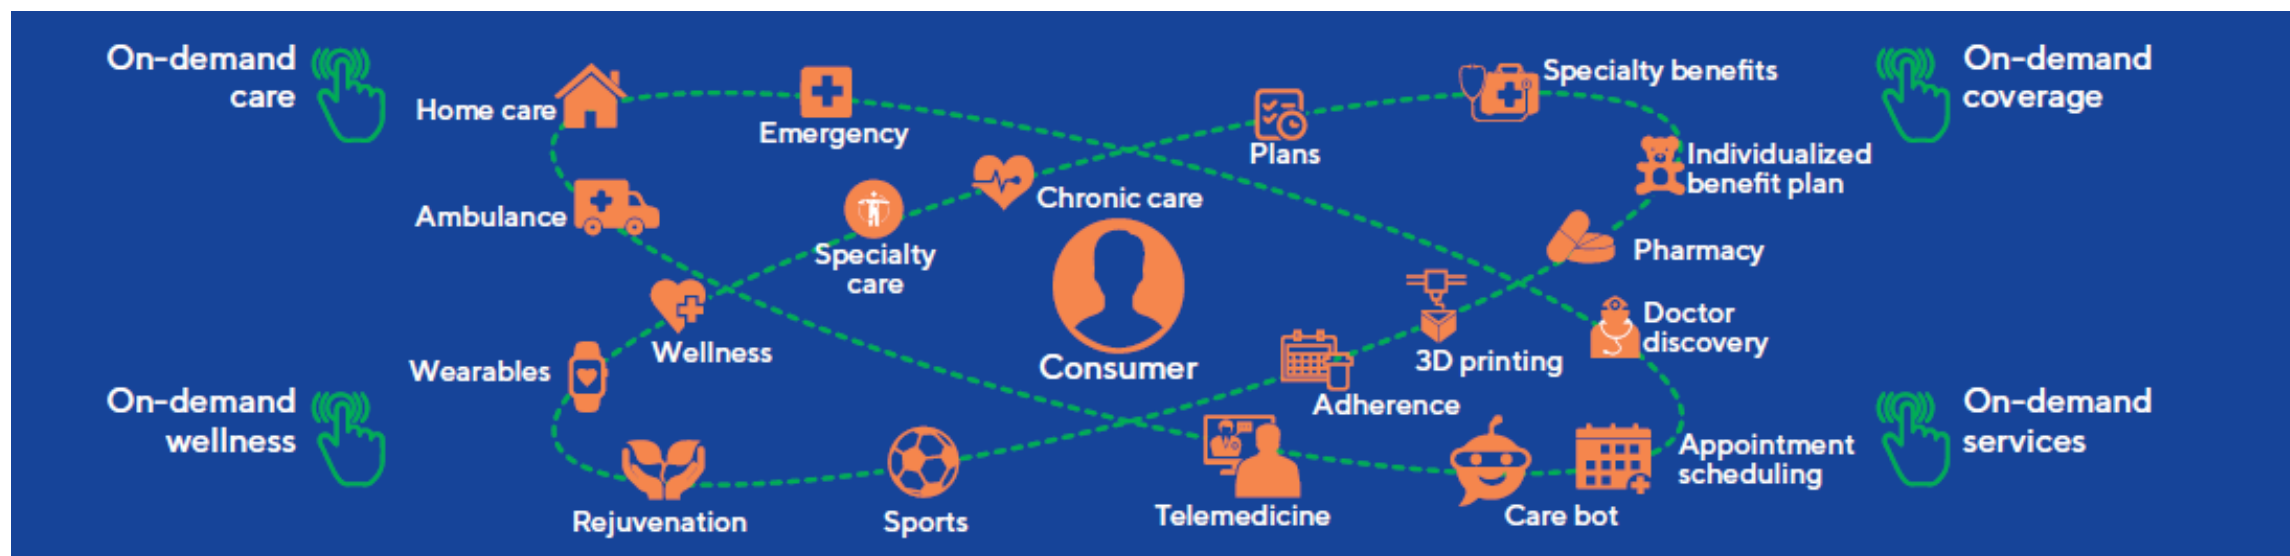 On-demand
care
Home care
Emergency
Plans
Specialty benefits
On-demand
coverage
Individualized
benefit plan
Ambulance
Specialty
care
Chronic care
Pharmacy
Wellness
Wearables
Consumer
3D printing
Adherence
Doctor
discovery
On-demand
wellness
Rejuvenation
Sports
Telemedicine
Care bot
Appointment
scheduling
On-demand
services